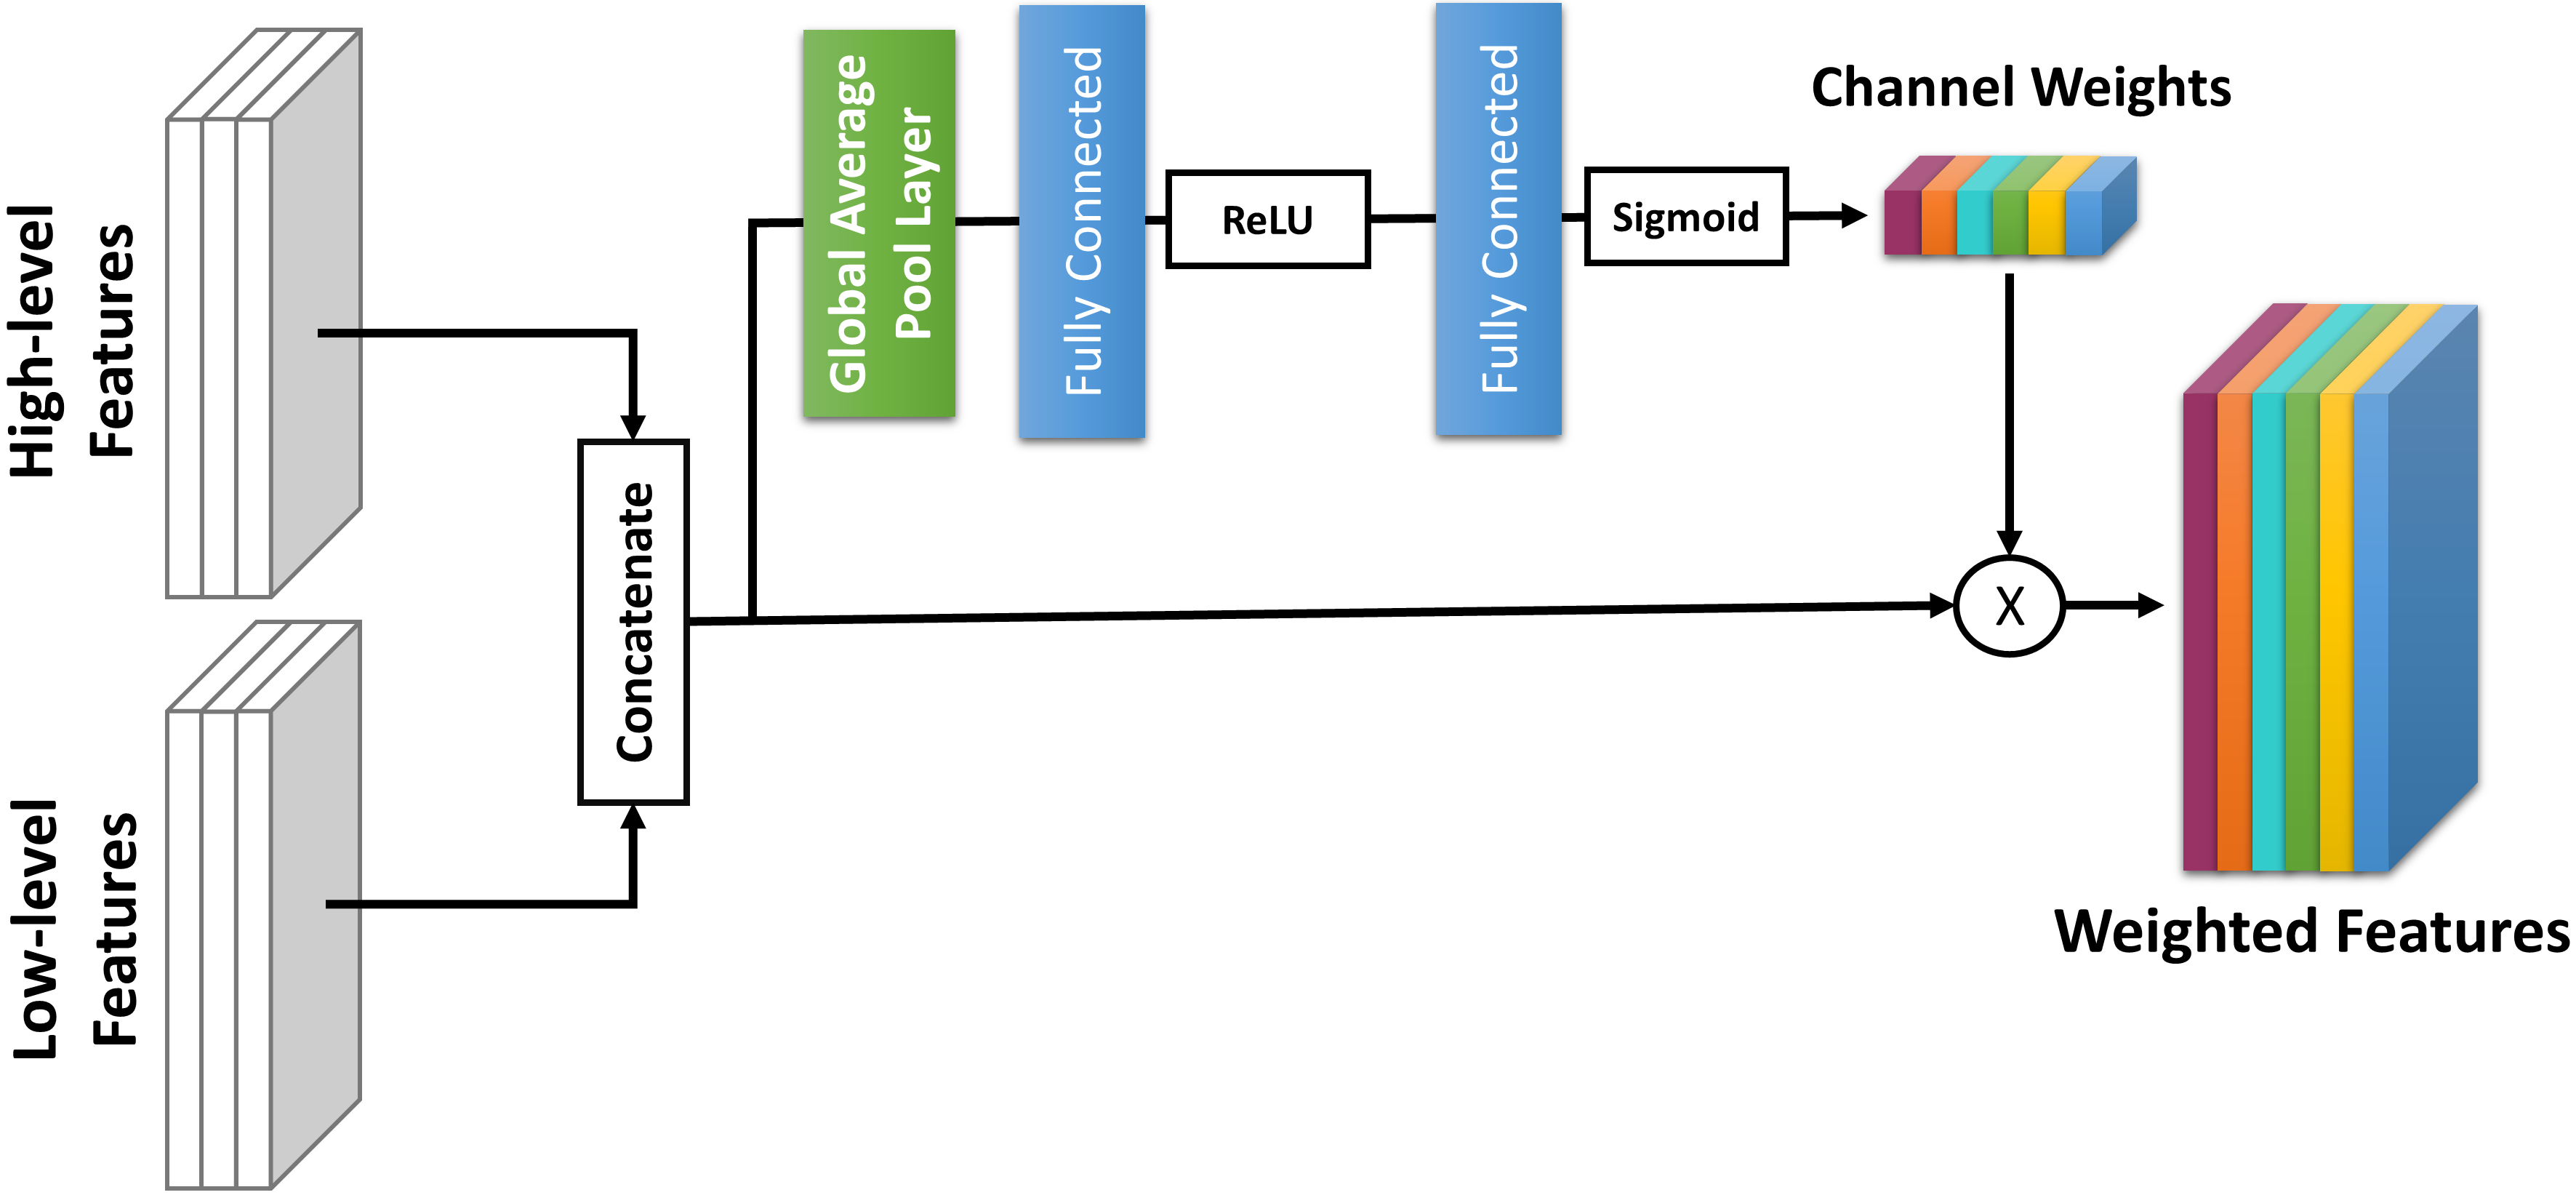 High-level
Features
Low-level
Features
Concatenate
Global Average
Pool Layer
Fully Connected
ReLU
Fully Connected
Sigmoid
Channel Weights
X
Weighted Features